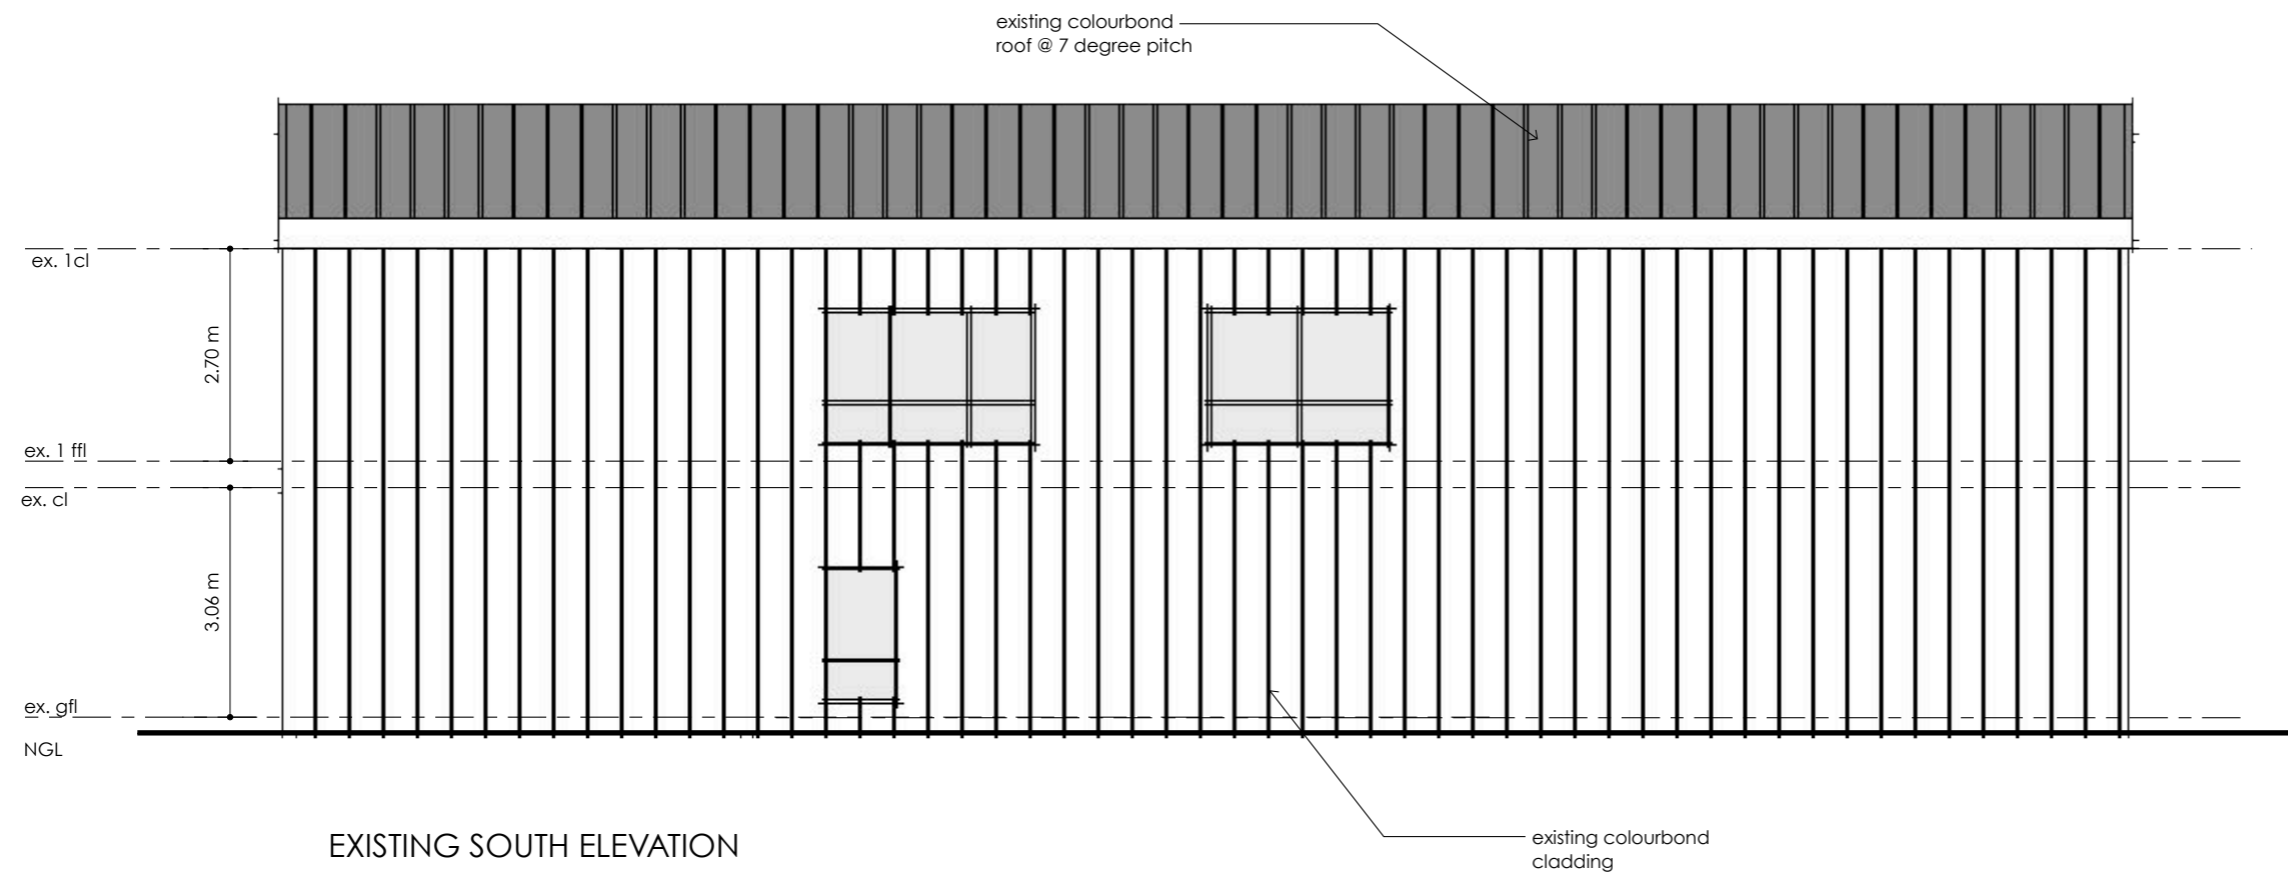 existing colourbond
roof @ 7 degree pitch
ex. 1cl
2.70 m
ex. 1 ffl
ex. cl
3.06 m
ex. gfl
NGL
existing colourbond
cladding
EXISTING SOUTH ELEVATION